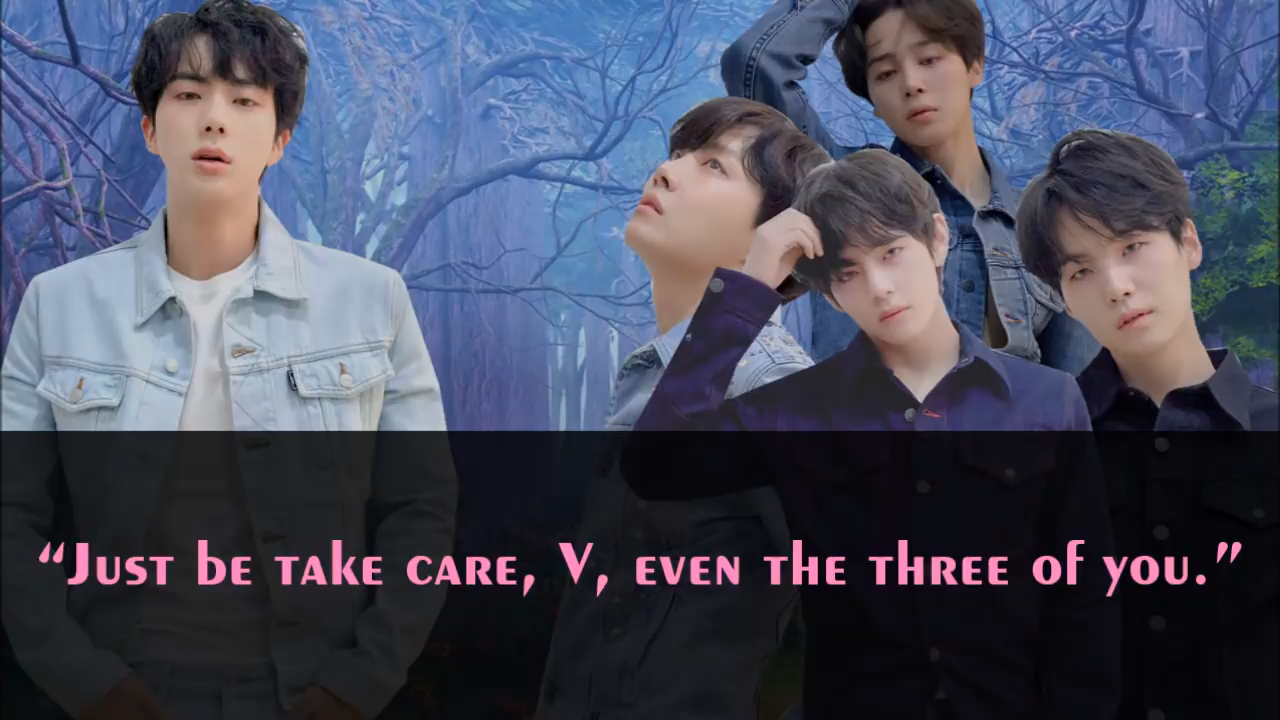 “Just be take care, V, even the three of you.”